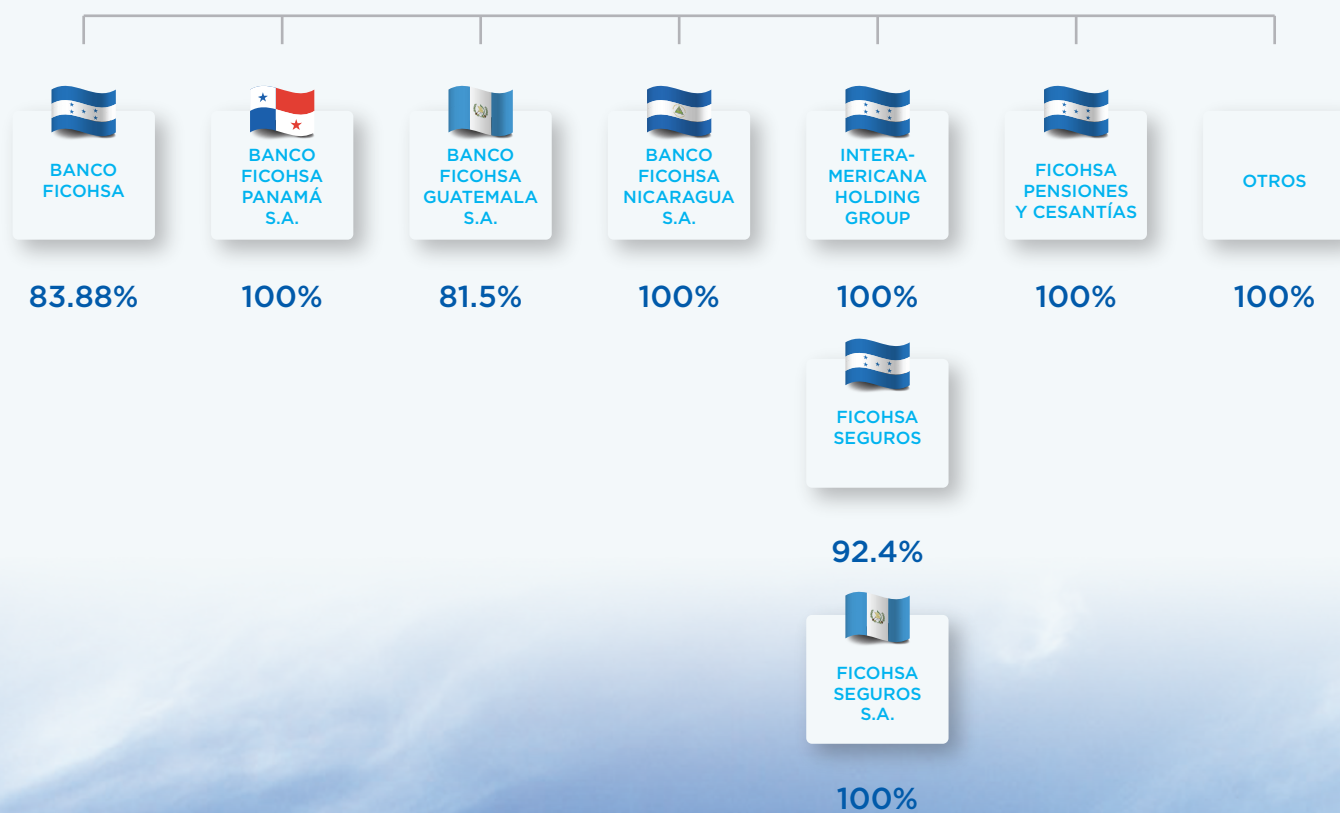 BANCO
FICOHSA
83.88%
BANCO
FICOHSA
PANAMÁ
S.A.
100%
BANCO
FICOHSA
GUATEMALA
S.A.
81.5%
BANCO
FICOHSA
NICARAGUA
S.A.
100%
INTERA-
MERICANA
HOLDING
GROUP
100%
FICOHSA
SEGUROS
92.4%
FICOHSA
SEGUROS
S.A.
100%
FICOHSA
PENSIONES
Y CESANTÍAS
100%
OTROS
100%